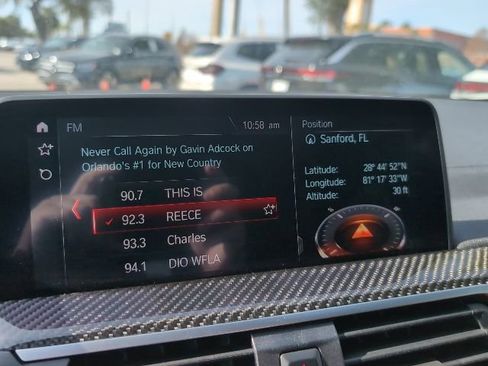 FM
10:58 am
Never Call Again by Gavin Adcock on
Orlando's #1 for New Country
90.7 THIS IS
92.3 REECE
93.3 Charles
94.1 DIO WFLA
Position
Sanford, FL
Latitude: 28° 44' 52"N
Longitude: 81° 17' 33"W
Altitude: 30 ft